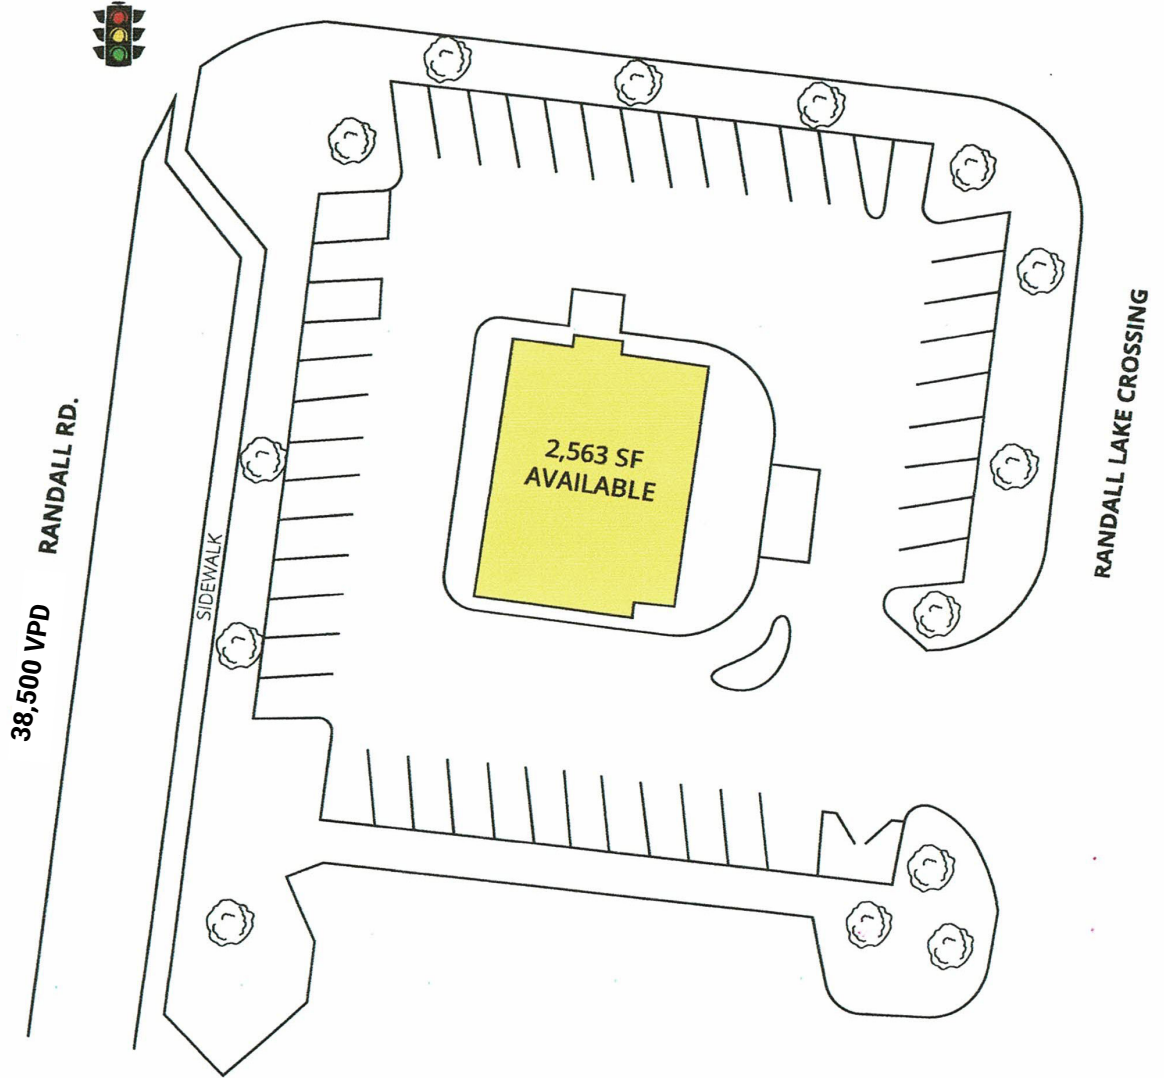 RANDALL RD.
38,500 VPD
SIDEWALK
2,563 SF
AVAILABLE
RANDALL LAKE CROSSING